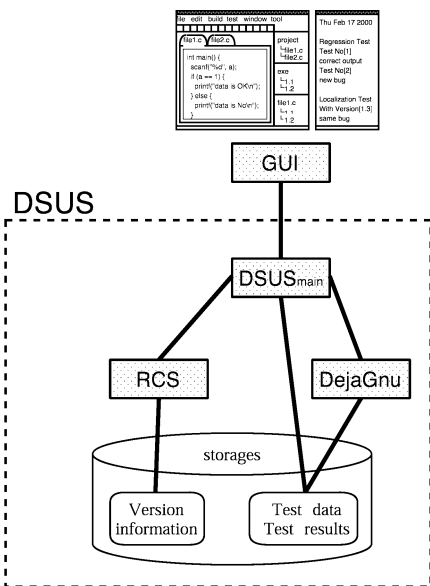 file edit build test window tool
file1.c file2.c
int main() {
scanf("%d", a);
if (a == 1) {
printf("data is OK\n");
} else {
printf("data is No\n");
}
project
file1.c
file2.c
exe
1.1
1.2
file1.c
1.1
1.2
Thu Feb 17 2000
Regression Test
Test No[1]
correct output
Test No[2]
new bug
Localization Test
With Version[1.3]
same bug
GUI
DSUS
DSUSmain
RCS
DejaGnu
storages
Version
information
Test data
Test results